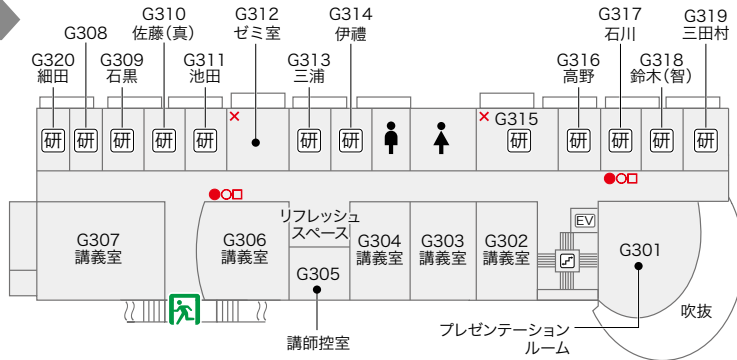 G310
佐藤(真)
G312
ゼミ室
G314
伊禮
G317
石川
G319
三田村
G308
G320
細田
G309
石黒
G311
池田
G313
三浦
G316
高野
G318
鈴木(智)
研
研
研
研
研
研
研
G315
研
研
研
研
研
リフレッシュ
スペース
G307
講義室
G306
講義室
G305
G304
講義室
G303
講義室
G302
講義室
EV
G301
吹抜
講師控室
プレゼンテーション
ルーム